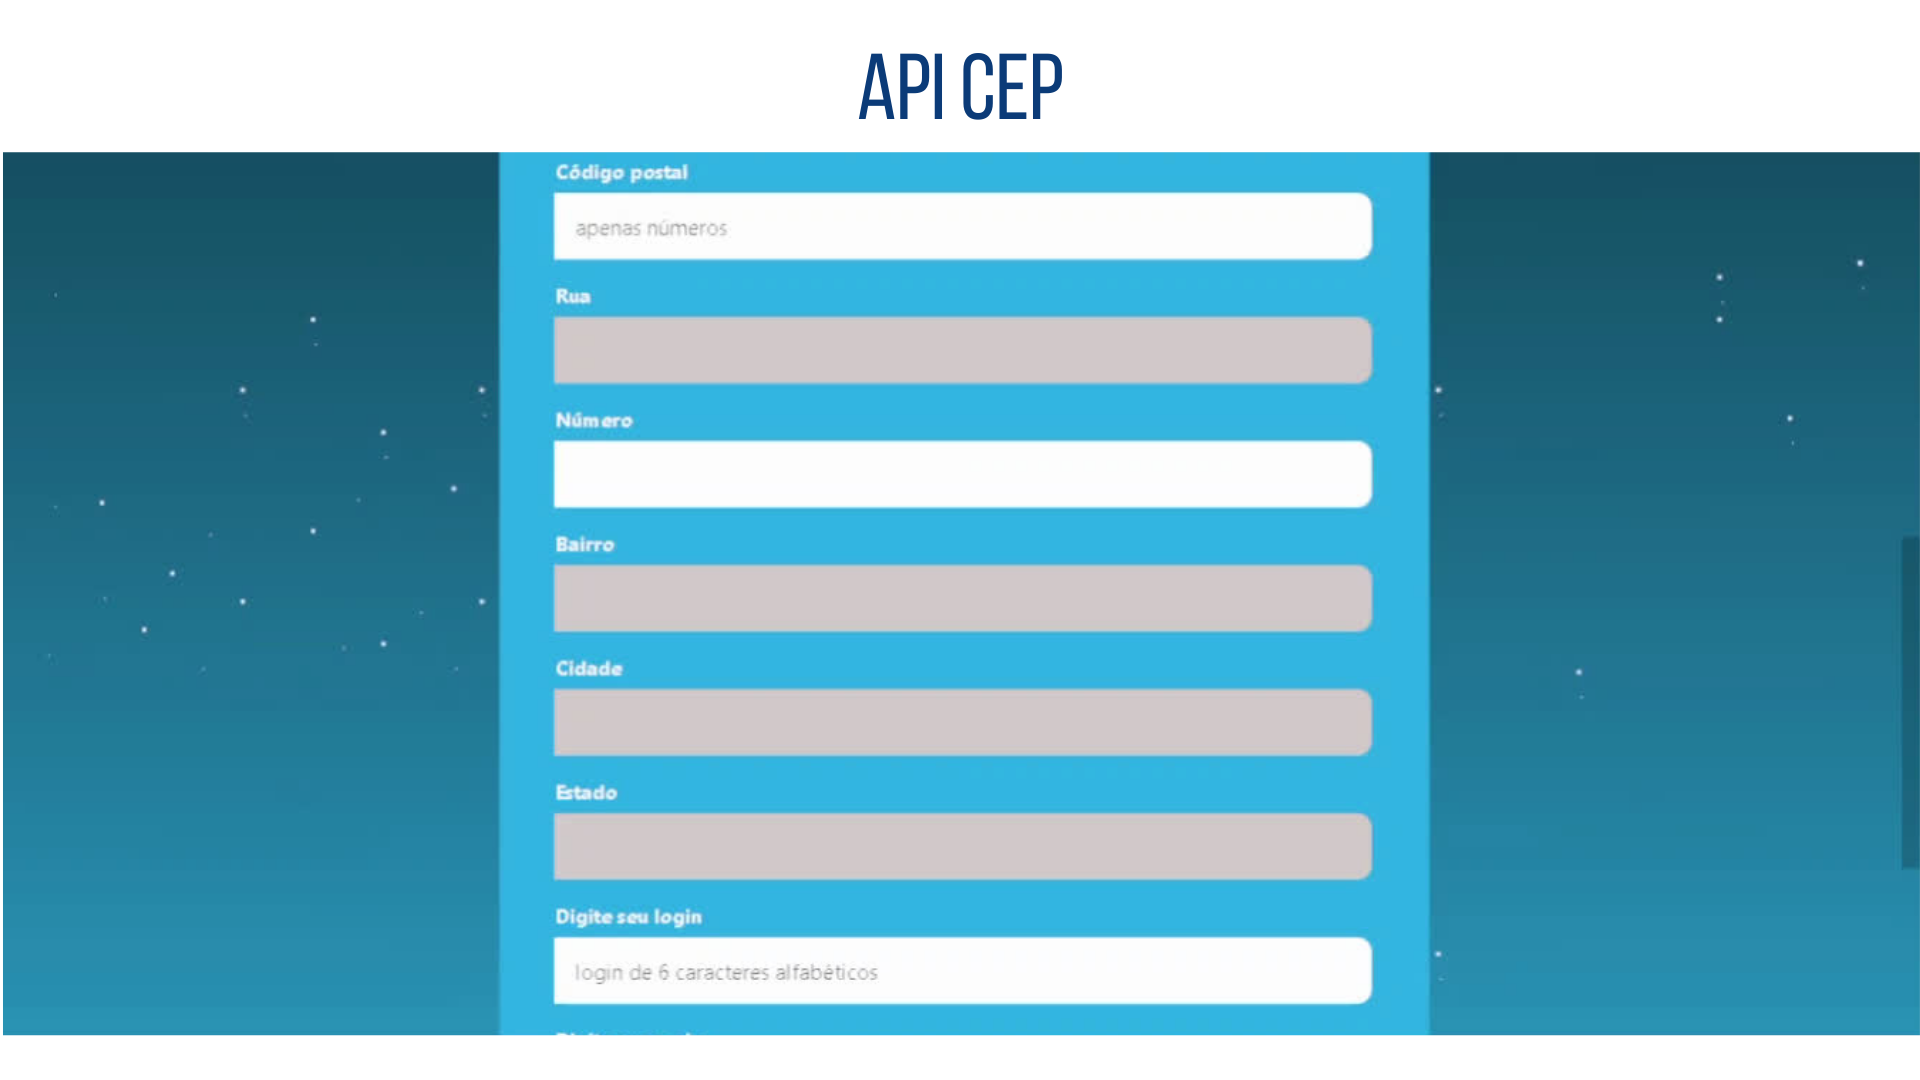 API CEP
Código postal
apenas números
Rua
Número
Bairro
Cidade
Estado
Digite seu login
login de 6 caracteres alfabéticos